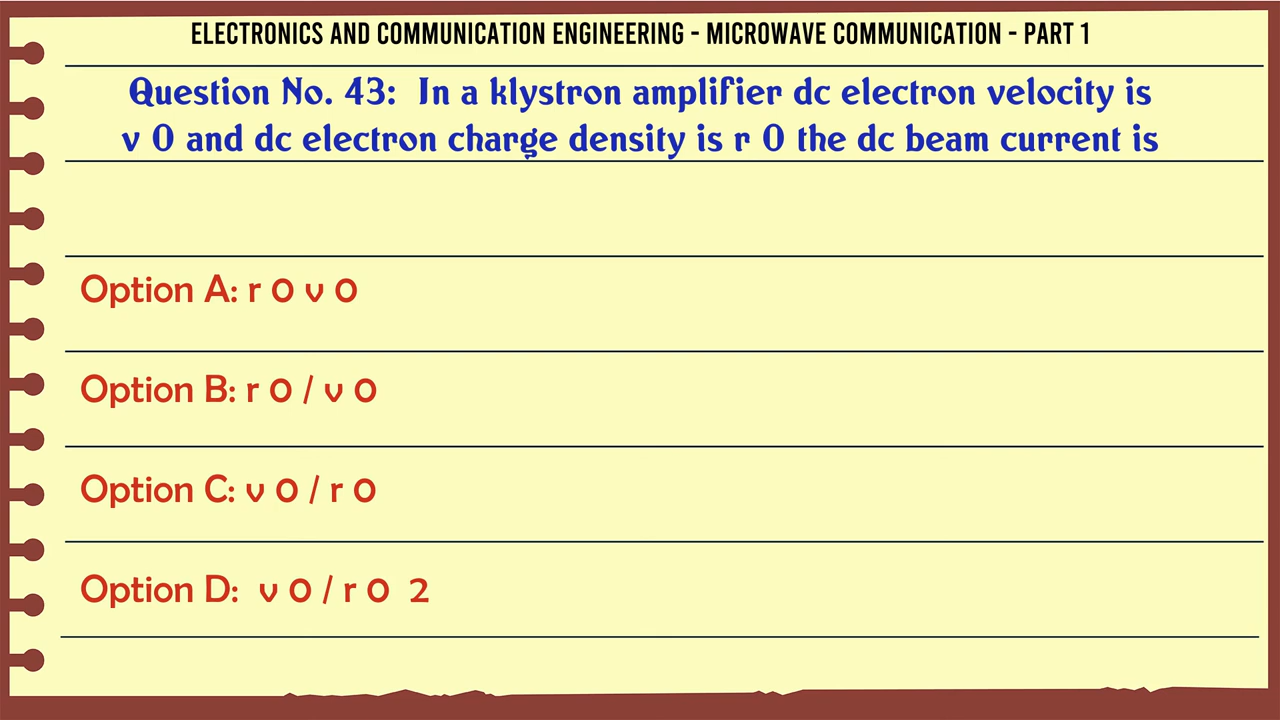 ELECTRONICS AND COMMUNICATION ENGINEERING - MICROWAVE COMMUNICATION - PART 1
Question No. 43: In a klystron amplifier dc electron velocity is
v 0 and dc electron charge density is r 0 the dc beam current is
Option A: r 0 v 0
Option B: r 0 / v 0
Option C: v 0 / r 0
Option D: v 0 / r 0 2